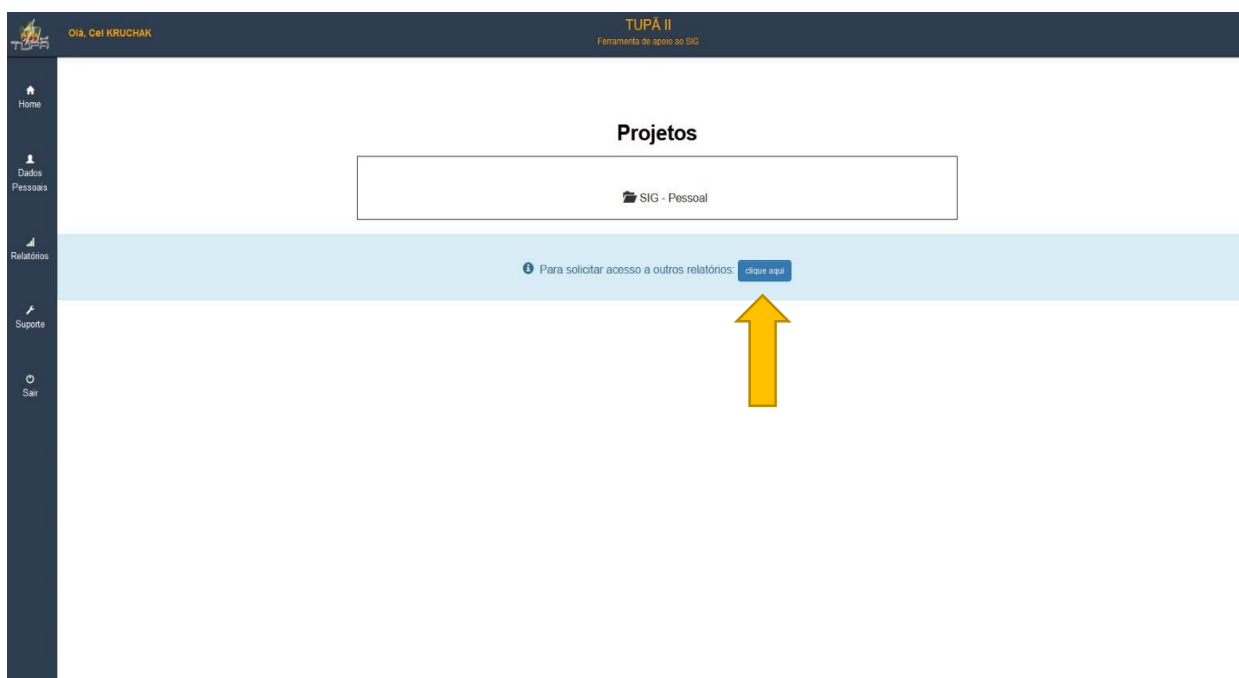 TUPÃ
Olá, Cel KRUCHAK
TUPÃ II
Ferramenta de apoio ao SIG
Home
Dados
Pessoais
Relatórios
Suporte
Sair
Projetos
SIG - Pessoal
Para solicitar acesso a outros relatórios: clique aqui